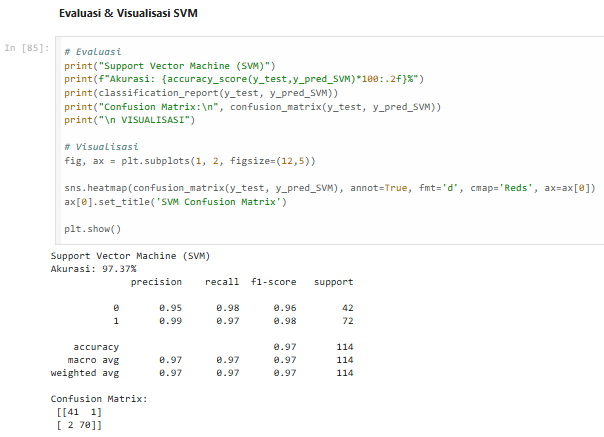 Evaluasi & Visualisasi SVM
In [85]:
# Evaluasi
print("Support Vector Machine (SVM)")
print(f"Akurasi: {accuracy_score(y_test,y_pred_SVM)*100:.2f}%")
print(classification_report(y_test, y_pred_SVM))
print("Confusion Matrix:\n", confusion_matrix(y_test, y_pred_SVM))
print("\n VISUALISASI")
# Visualisasi
fig, ax = plt.subplots(1, 2, figsize=(12,5))
sns.heatmap(confusion_matrix(y_test, y_pred_SVM), annot=True, fmt='d', cmap='Reds', ax=ax[0])
ax[0].set_title('SVM Confusion Matrix')
plt.show()
Support Vector Machine (SVM)
Akurasi: 97.37%
precision recall f1-score support
0 0.95 0.98 0.96 42
1 0.99 0.97 0.98 72
accuracy 0.97 114
macro avg 0.97 0.97 0.97 114
weighted avg 0.97 0.97 0.97 114
Confusion Matrix:
[[41 1]
[ 2 70]]